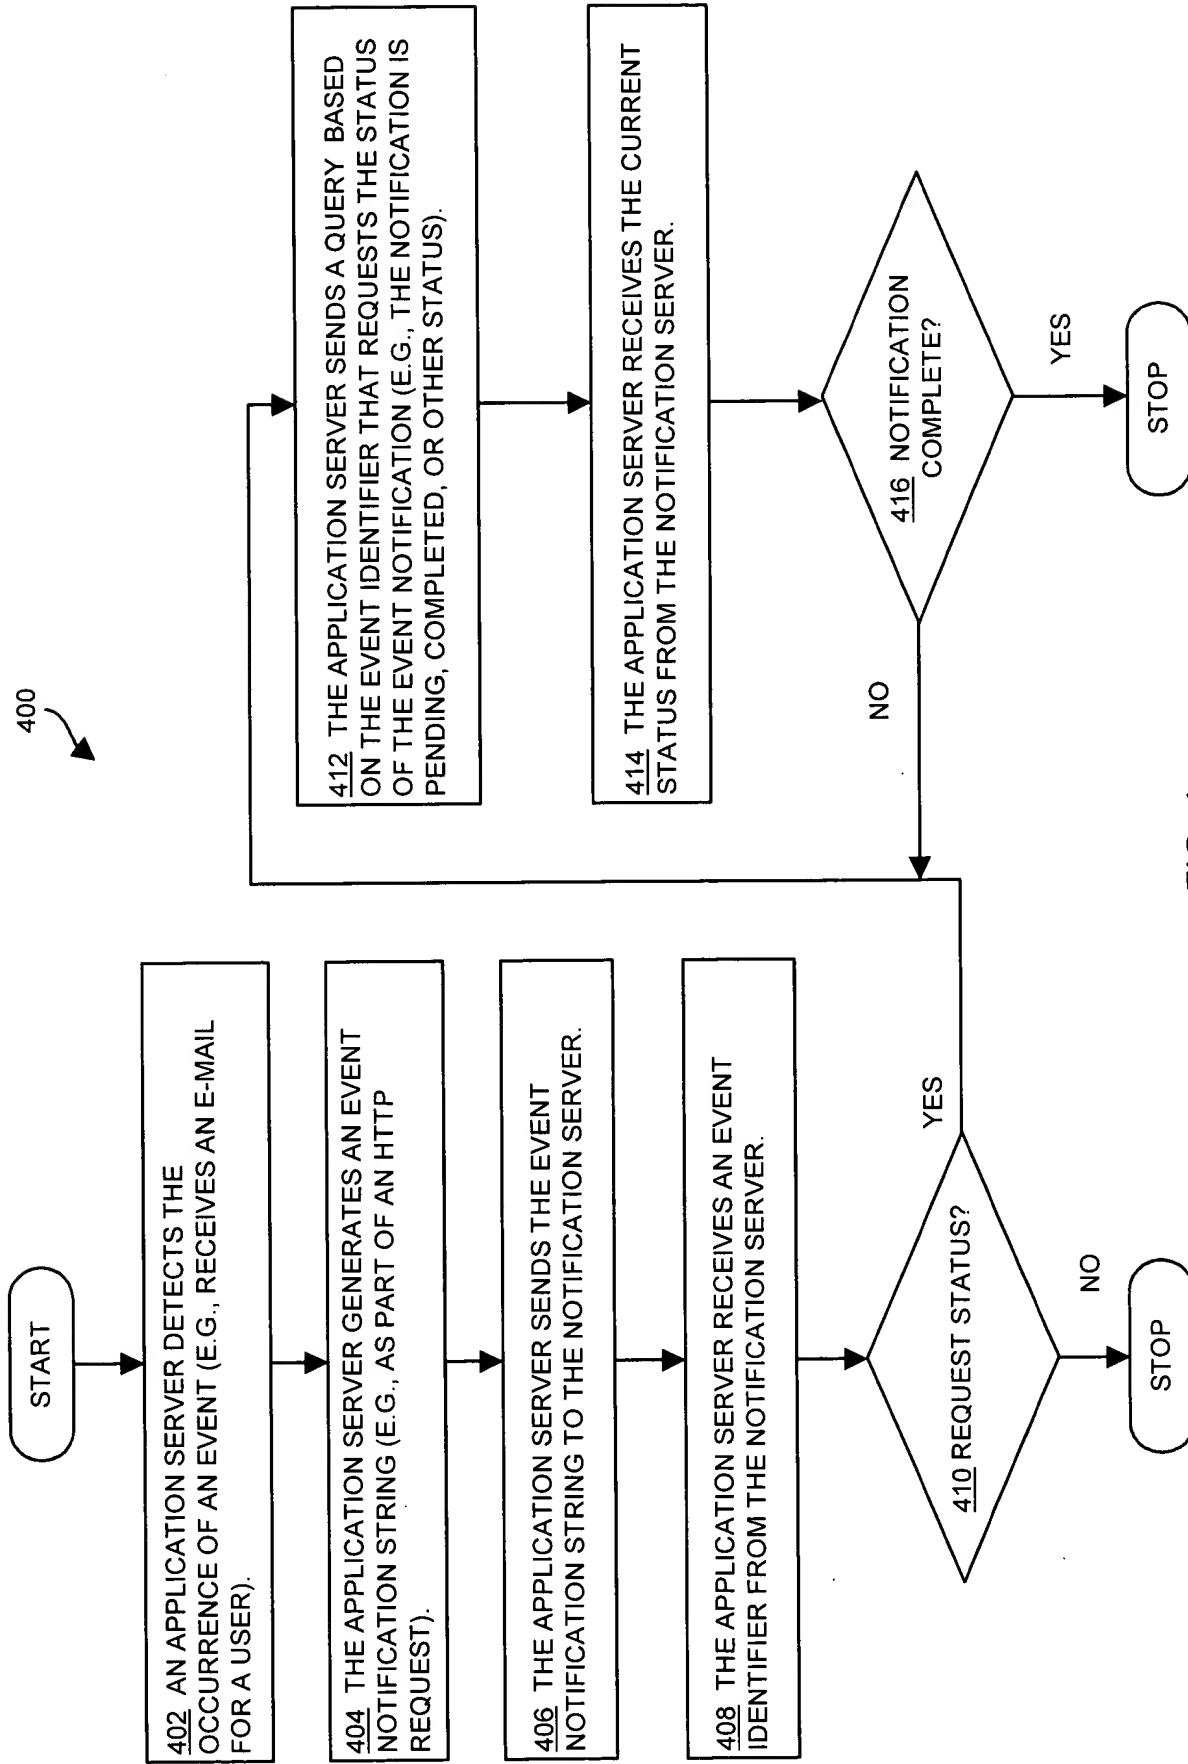 400
START
402 AN APPLICATION SERVER DETECTS THE
OCCURRENCE OF AN EVENT (E.G., RECEIVES AN E-MAIL
FOR A USER).
404 THE APPLICATION SERVER GENERATES AN EVENT
NOTIFICATION STRING (E.G., AS PART OF AN HTTP
REQUEST).
406 THE APPLICATION SERVER SENDS THE EVENT
NOTIFICATION STRING TO THE NOTIFICATION SERVER.
408 THE APPLICATION SERVER RECEIVES AN EVENT
IDENTIFIER FROM THE NOTIFICATION SERVER.
410 REQUEST STATUS?
YES
NO
STOP
412 THE APPLICATION SERVER SENDS A QUERY BASED
ON THE EVENT IDENTIFIER THAT REQUESTS THE STATUS
OF THE EVENT NOTIFICATION (E.G., THE NOTIFICATION IS
PENDING, COMPLETED, OR OTHER STATUS).
414 THE APPLICATION SERVER RECEIVES THE CURRENT
STATUS FROM THE NOTIFICATION SERVER.
416 NOTIFICATION
COMPLETE?
NO
YES
STOP